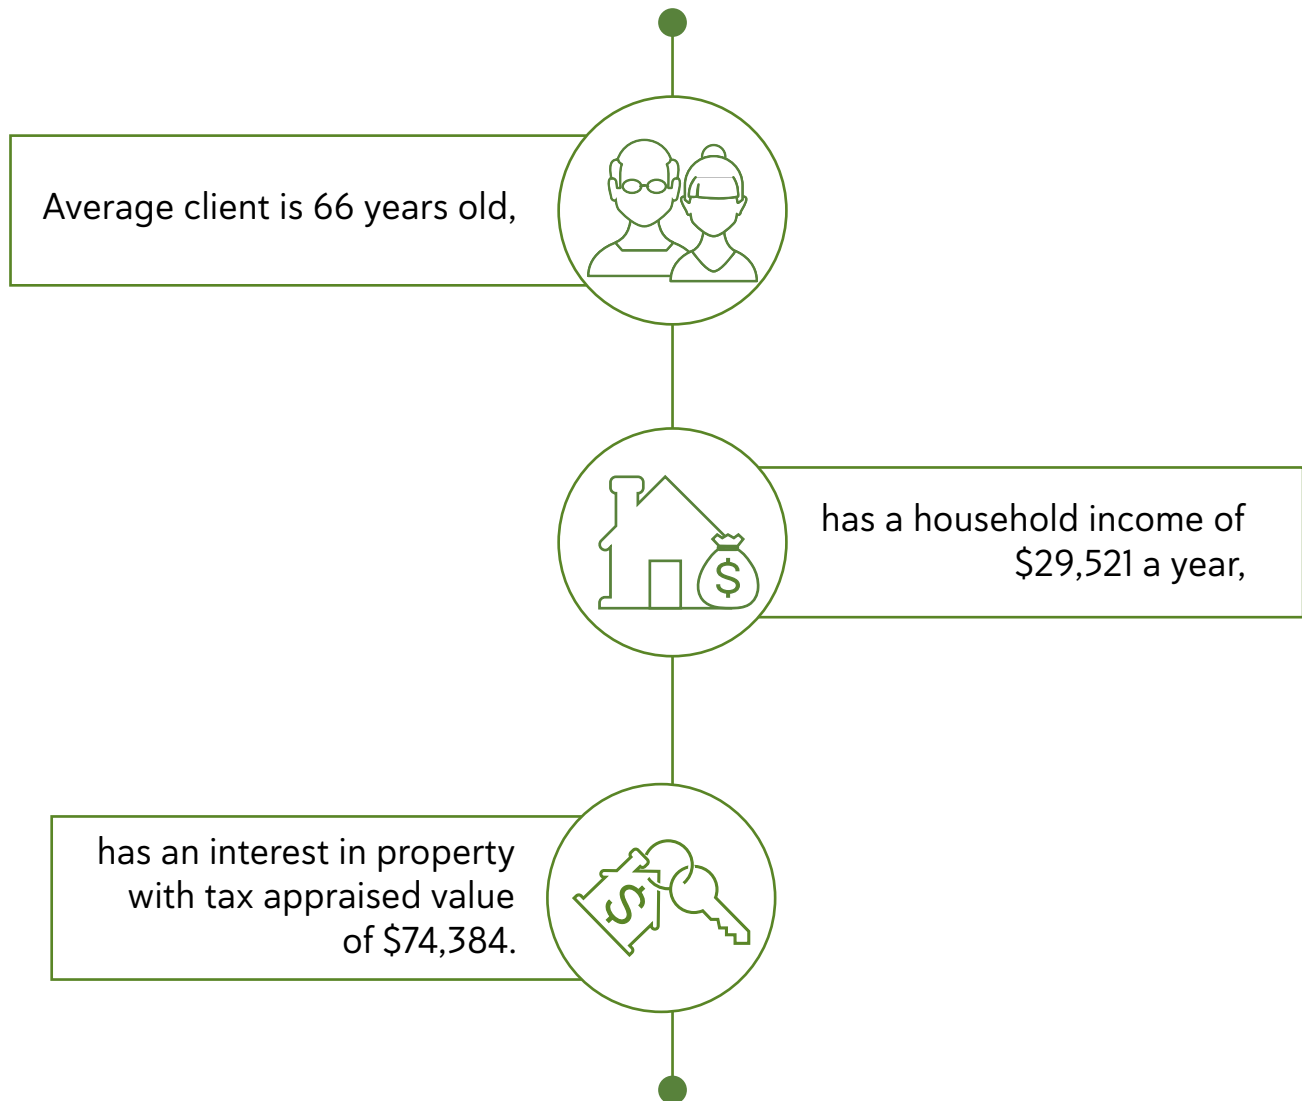 Average client is 66 years old,
has a household income of
$29,521 a year,
$
has an interest in property
with tax appraised value
of $74,384.
$